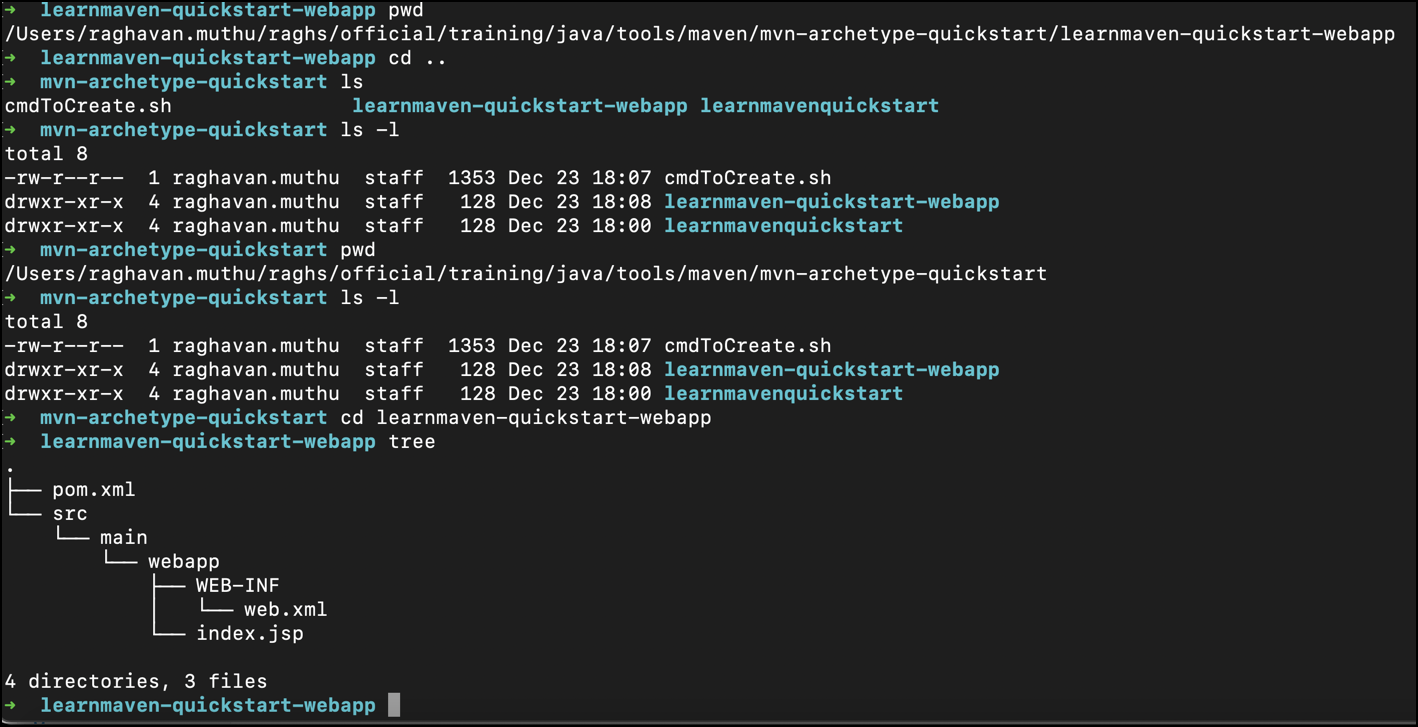 ➜ learnmaven-quickstart-webapp pwd
/Users/raghavan.muthu/raghs/official/training/java/tools/maven/mvn-archetype-quickstart/learnmaven-quickstart-webapp
➜ learnmaven-quickstart-webapp cd ..
➜ mvn-archetype-quickstart ls
cmdToCreate.sh               learnmaven-quickstart-webapp learnmavenquickstart
➜ mvn-archetype-quickstart ls -l
total 8
-rw-r--r--  1 raghavan.muthu  staff  1353 Dec 23 18:07 cmdToCreate.sh
drwxr-xr-x  4 raghavan.muthu  staff   128 Dec 23 18:08 learnmaven-quickstart-webapp
drwxr-xr-x  4 raghavan.muthu  staff   128 Dec 23 18:00 learnmavenquickstart
➜ mvn-archetype-quickstart pwd
/Users/raghavan.muthu/raghs/official/training/java/tools/maven/mvn-archetype-quickstart
➜ mvn-archetype-quickstart ls -l
total 8
-rw-r--r--  1 raghavan.muthu  staff  1353 Dec 23 18:07 cmdToCreate.sh
drwxr-xr-x  4 raghavan.muthu  staff   128 Dec 23 18:08 learnmaven-quickstart-webapp
drwxr-xr-x  4 raghavan.muthu  staff   128 Dec 23 18:00 learnmavenquickstart
➜ mvn-archetype-quickstart cd learnmaven-quickstart-webapp
➜ learnmaven-quickstart-webapp tree
.
├── pom.xml
└── src
    └── main
        └── webapp
            ├── WEB-INF
            │   └── web.xml
            └── index.jsp

4 directories, 3 files
➜ learnmaven-quickstart-webapp